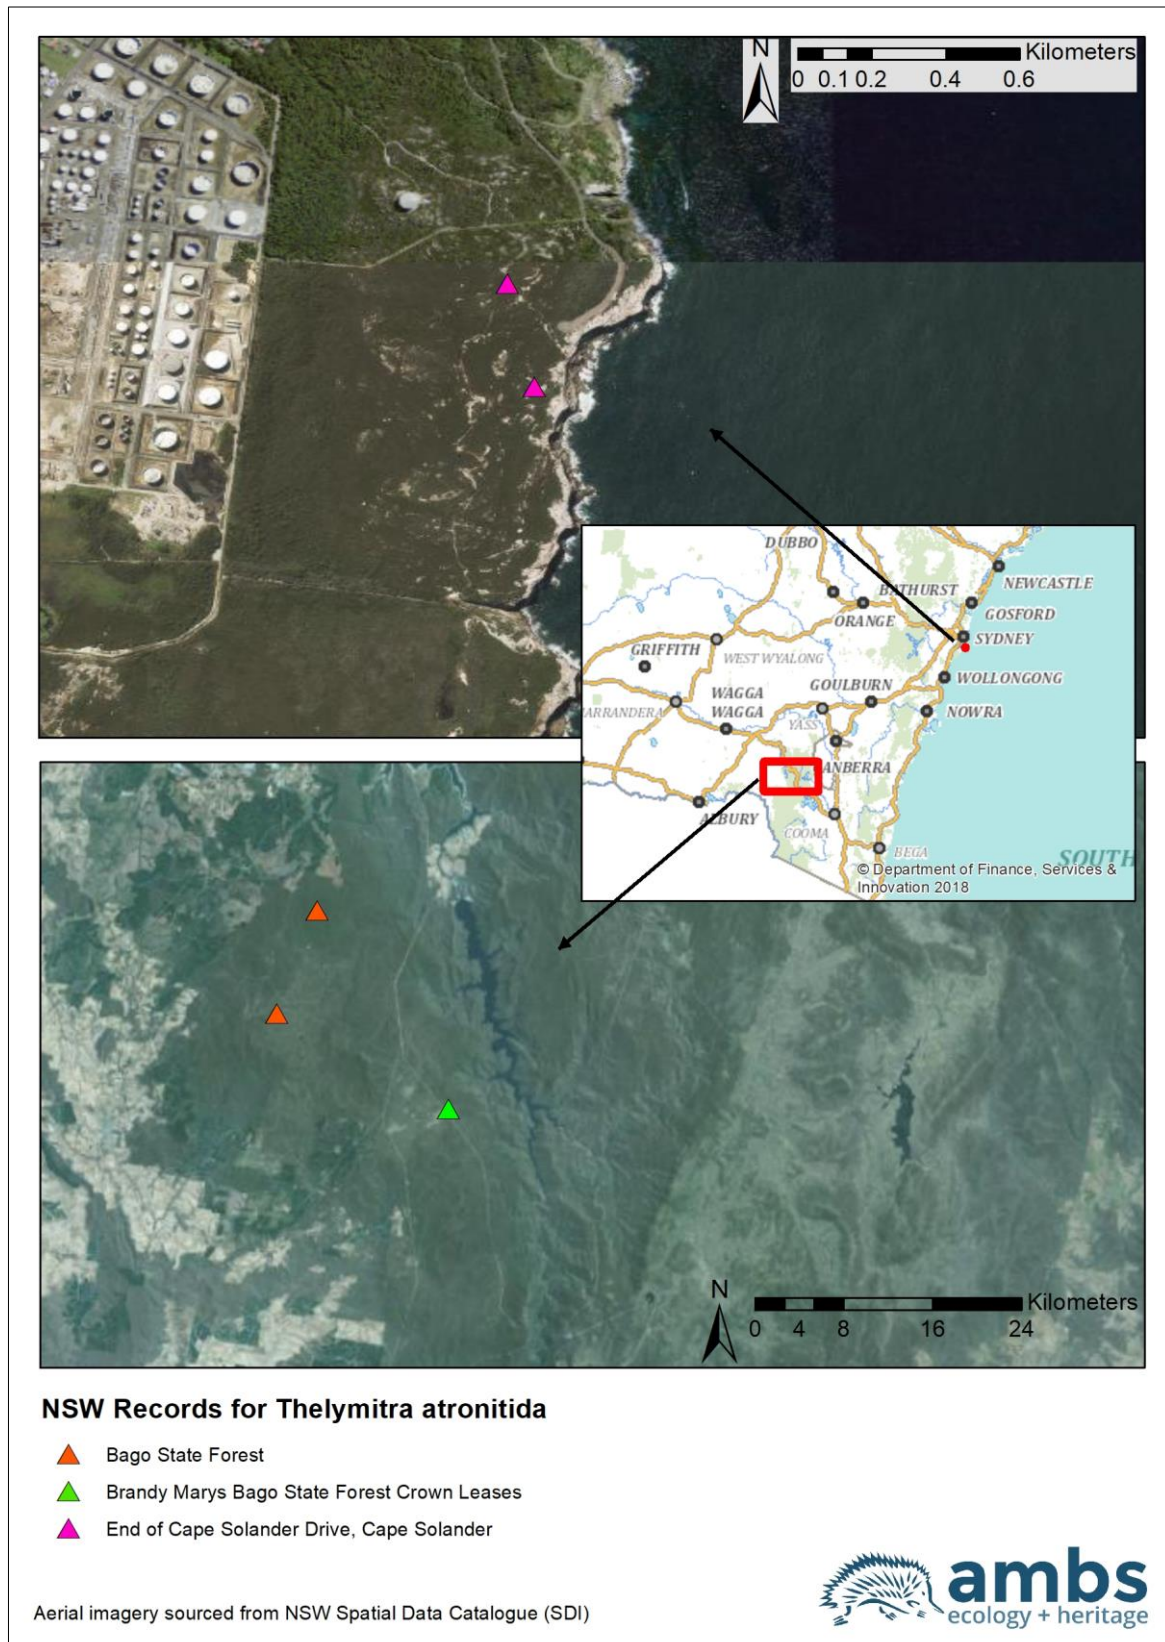 N
Kilometers
0 0.1 0.2 0.4 0.6
DUBBO
NEWCASTLE
BATHURST
GOSFORD
ORANGE
SYDNEY
GRIFFITH
WEST WYALONG
WOLLONGONG
GOULBURN
WAGGA
WAGGA
NOWRA
ARRANDERA
YASS
ANBERRA
ALBURY
COOMA
BEGA
SOUTH
© Department of Finance, Services &
Innovation 2018
N
Kilometers
0 4 8 16 24
NSW Records for Thelymitra atronitida
Bago State Forest
Brandy Marys Bago State Forest Crown Leases
End of Cape Solander Drive, Cape Solander
Aerial imagery sourced from NSW Spatial Data Catalogue (SDI)
ambs
ecology + heritage